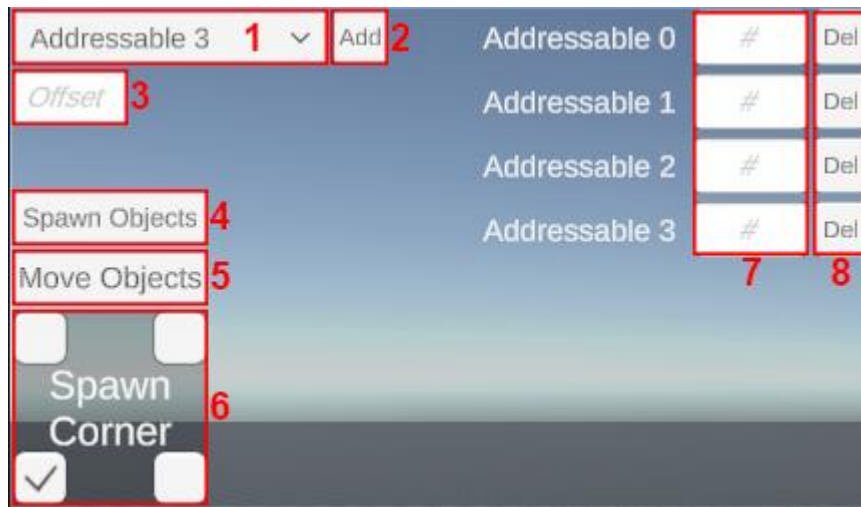 Addressable 3 1 Add 2
Addressable 0 # Del
Offset 3
Addressable 1 # Del
Addressable 2 # Del
Spawn Objects 4
Addressable 3 # Del
Move Objects 5
7 8
Spawn
Corner
6